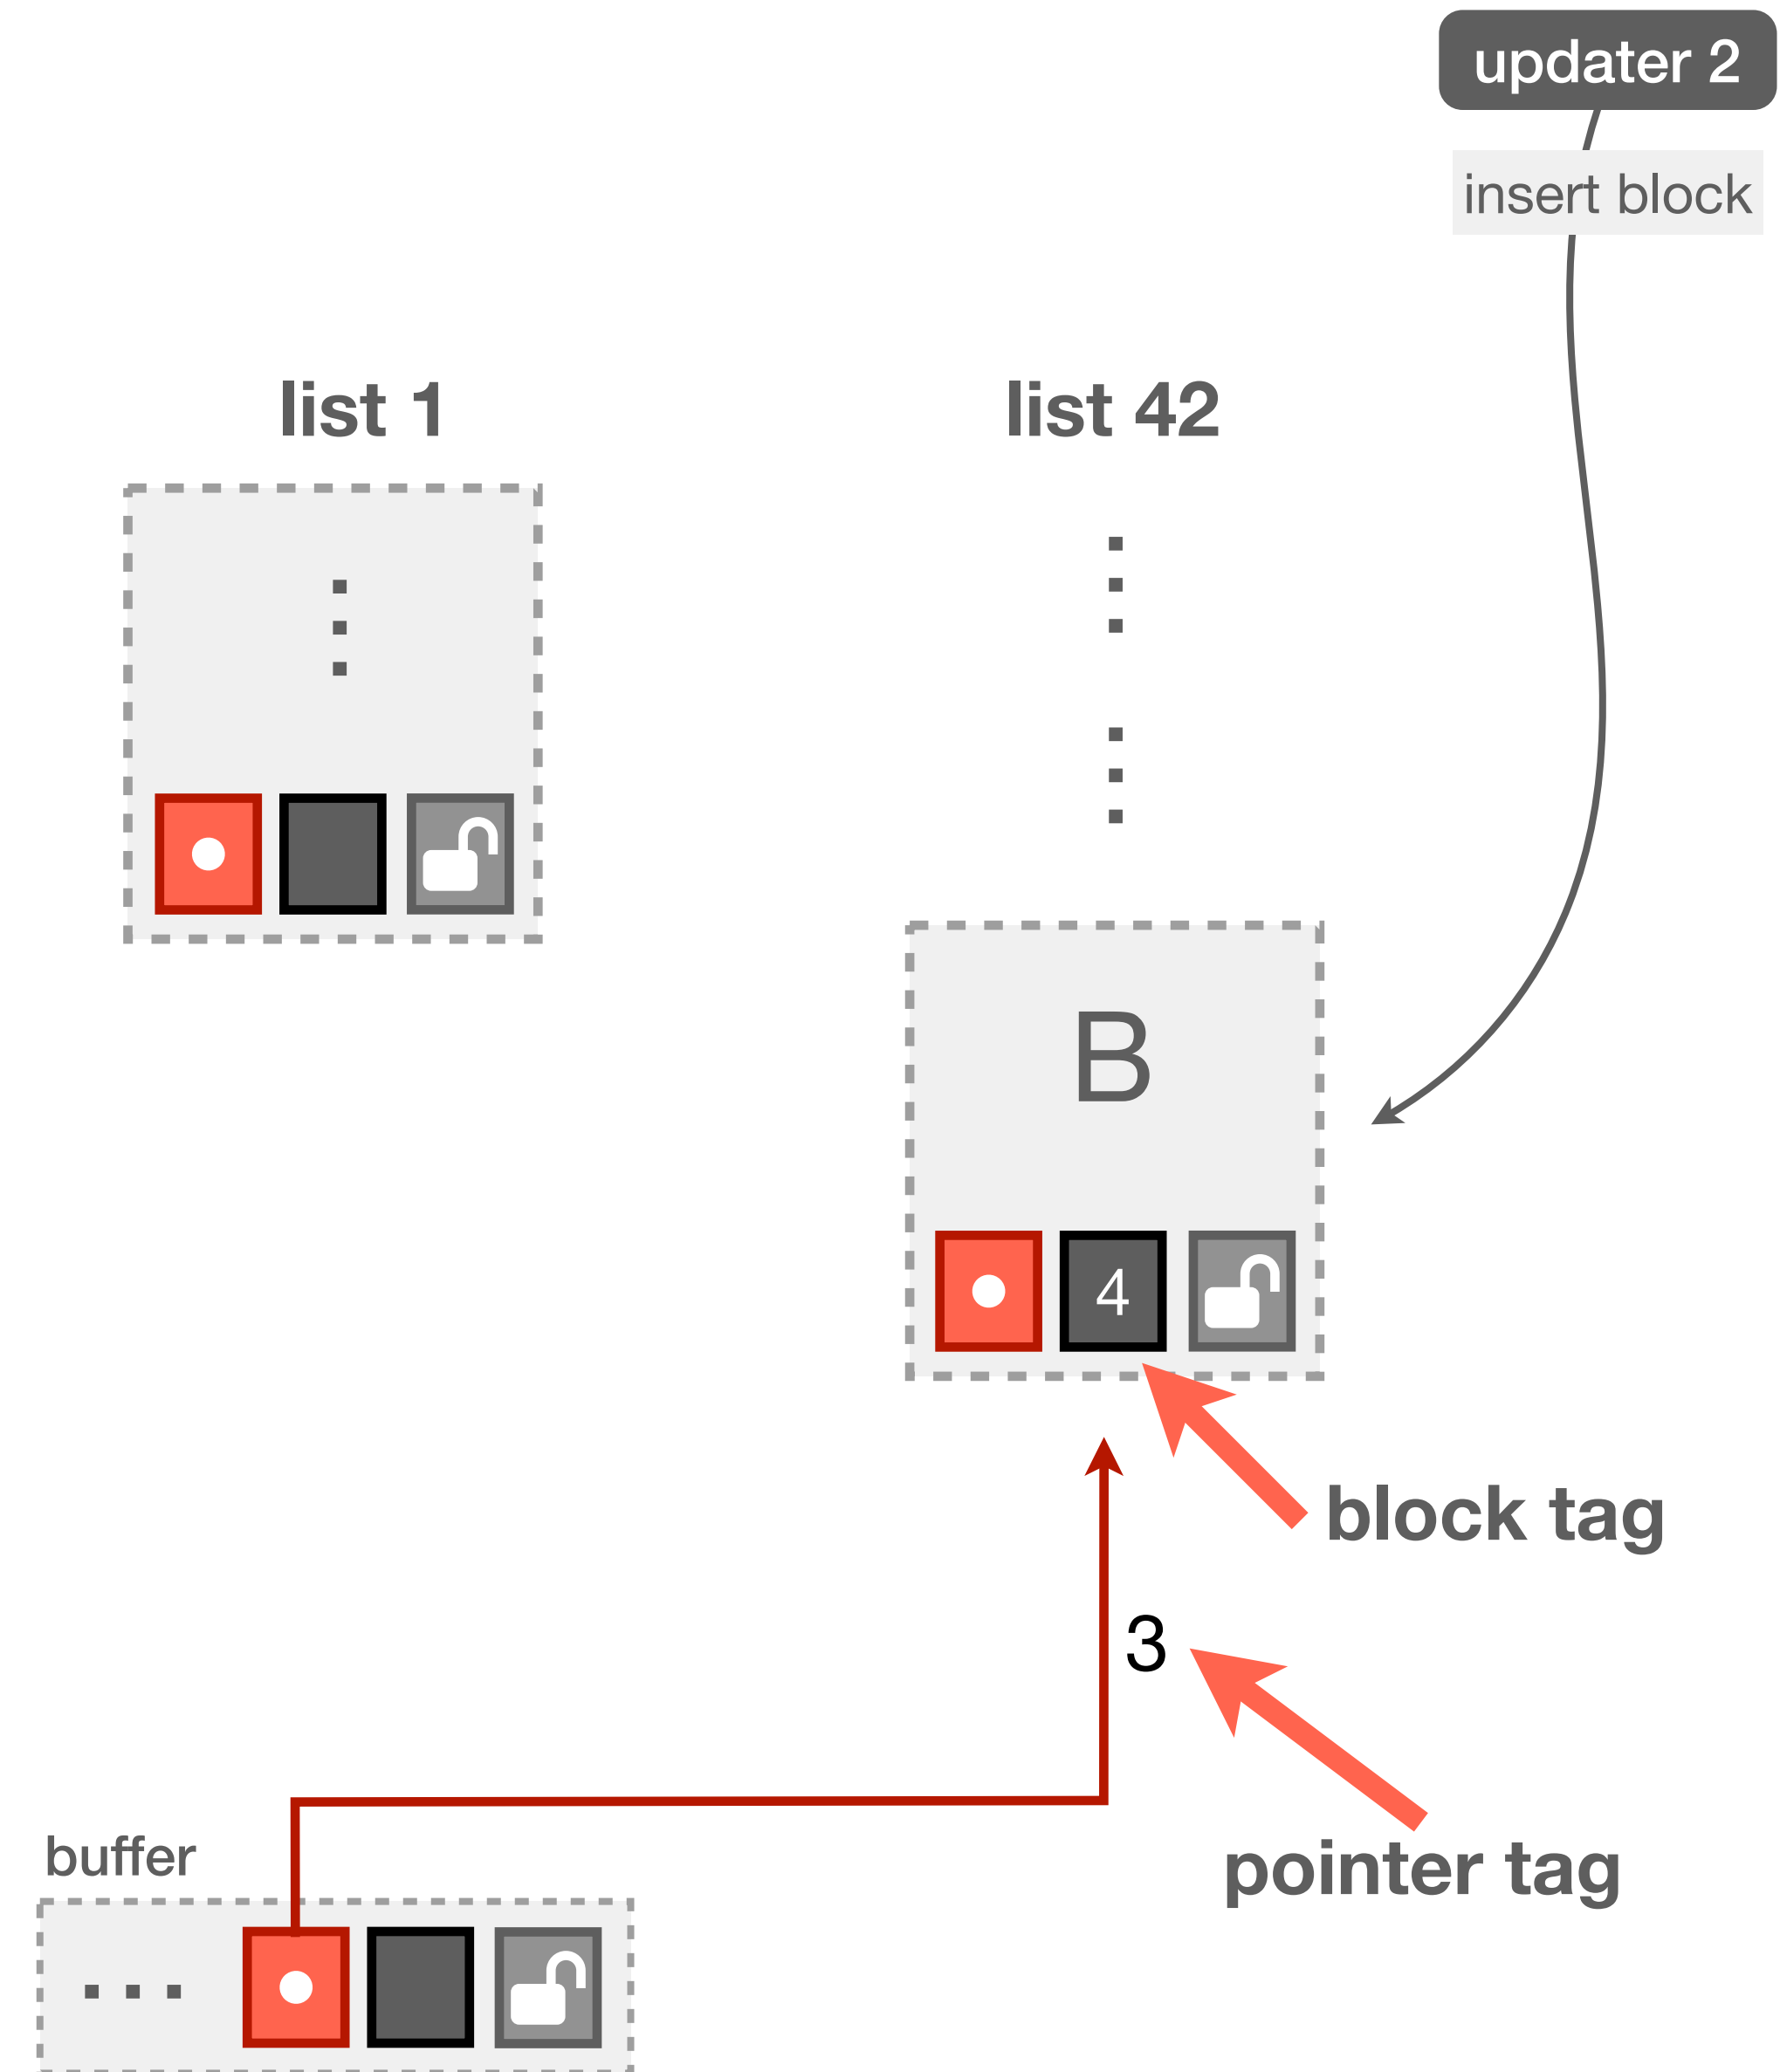 updater 2
insert block
list 1
list 42
B
4
block tag
3
buffer
pointer tag